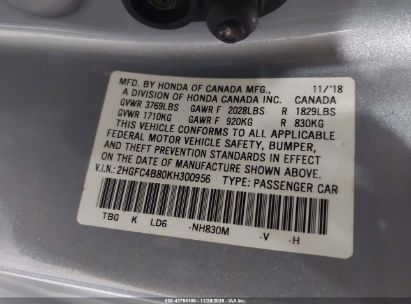 MFD. BY HONDA OF CANADA MFG., 11/'18
A DIVISION OF HONDA CANADA INC. CANADA
GVWR 3769LBS GAWR F 2028LBS R 1829LBS
GVWR 1710KG GAWR F 920KG R 830KG
THIS VEHICLE CONFORMS TO ALL APPLICABLE
FEDERAL MOTOR VEHICLE SAFETY, BUMPER,
AND THEFT PREVENTION STANDARDS IN EFFECT
ON THE DATE OF MANUFACTURE SHOWN ABOVE.
V.I.N.: 2HGFC4B80KH300956 TYPE: PASSENGER CAR
TBG K LD6 -NH830M -V -H